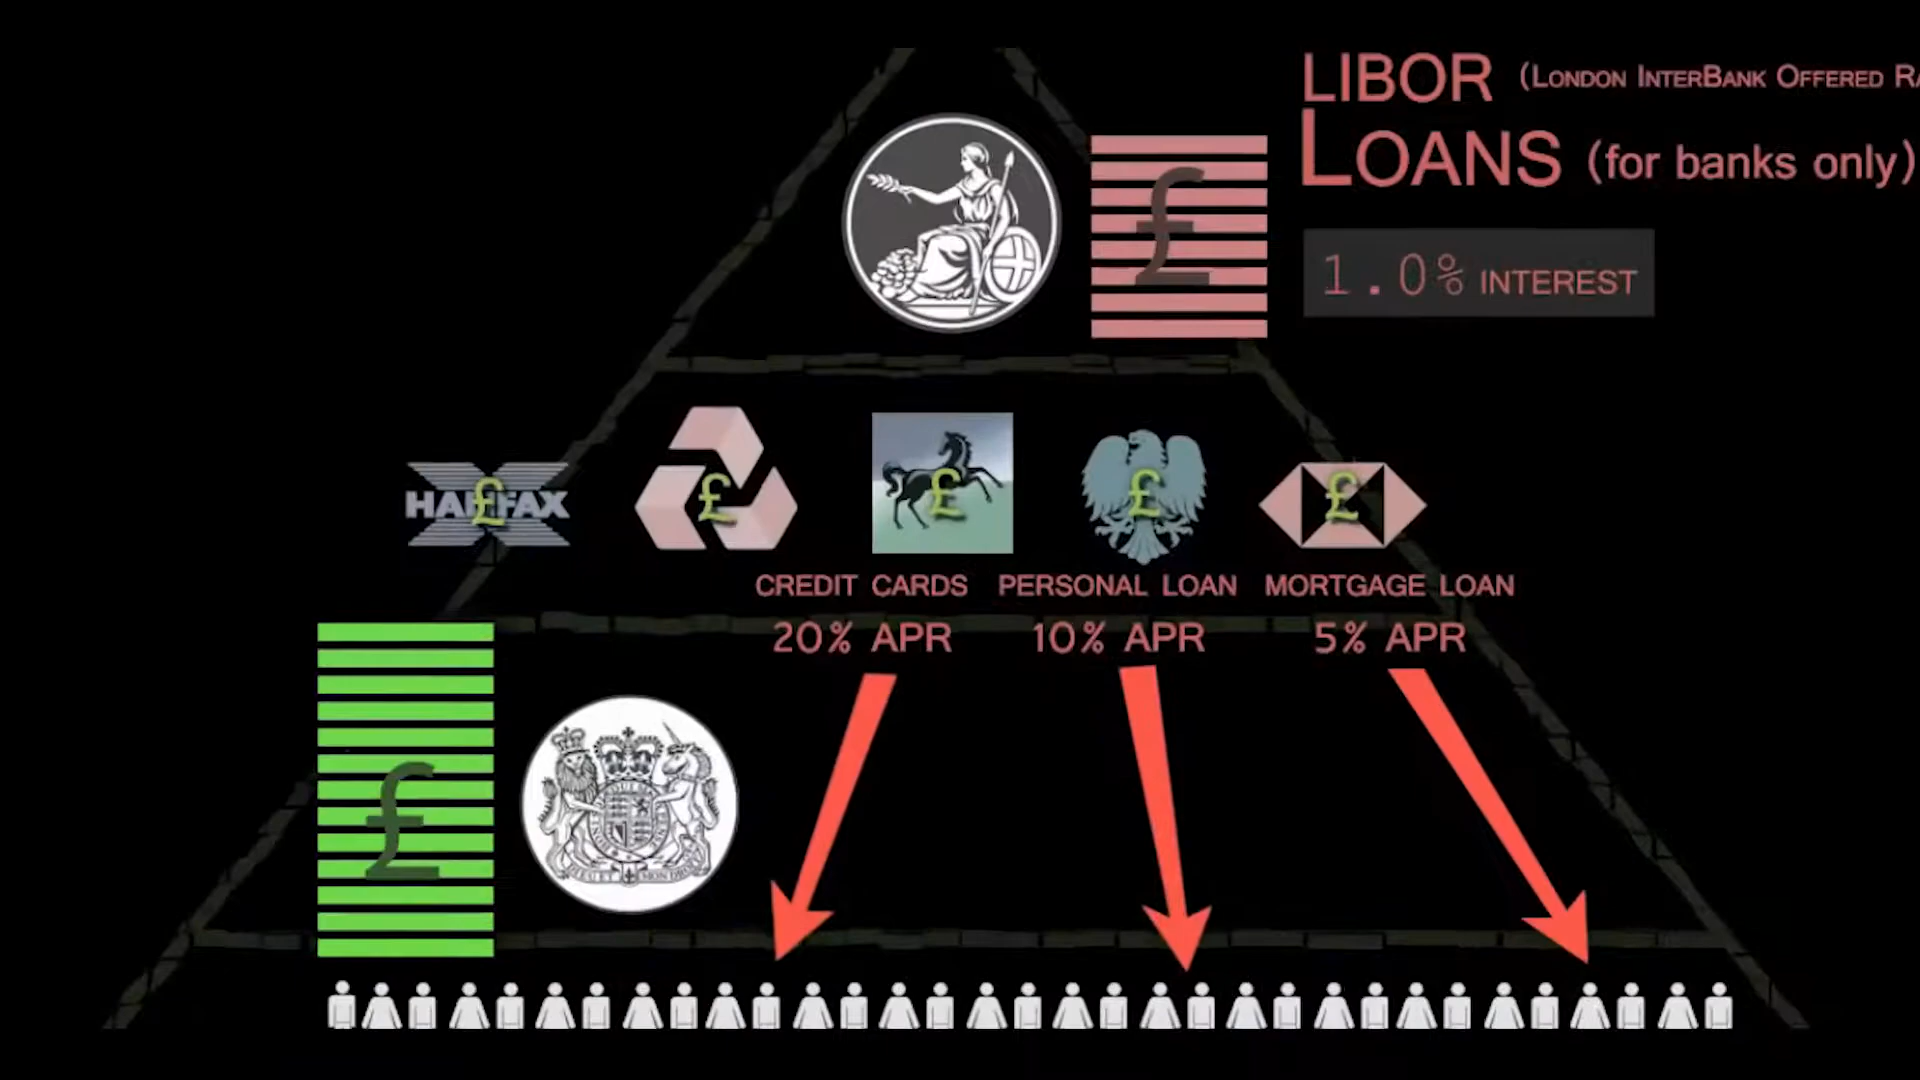 LIBOR (LONDON INTERBANK OFFERED RA
LOANS (for banks only)
1.0% INTEREST
HALIFAX
£
£
£
£
£
£
CREDIT CARDS PERSONAL LOAN MORTGAGE LOAN
20% APR 10% APR 5% APR
£